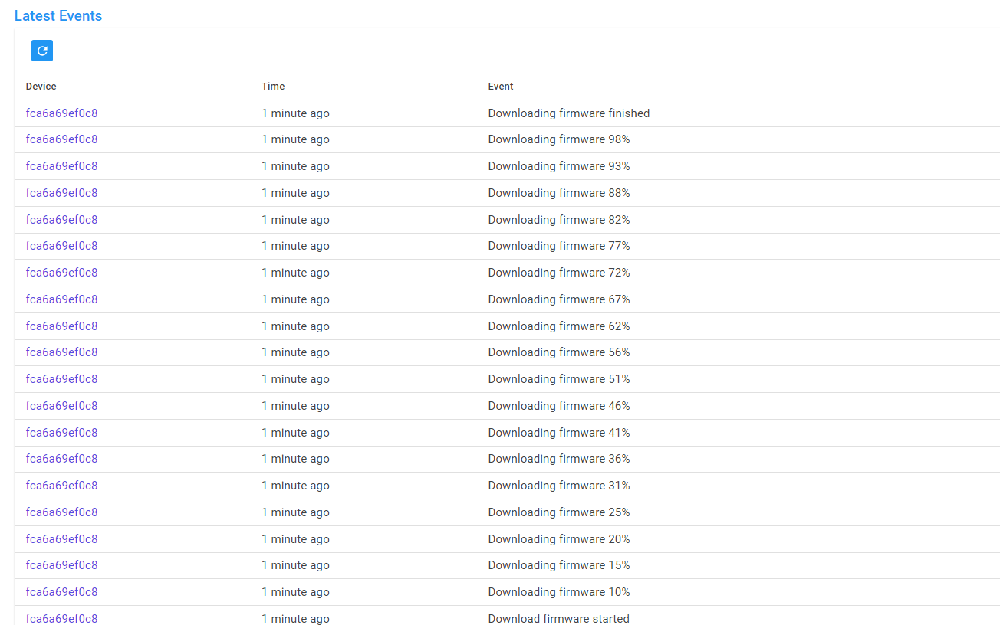 Latest Events
Device Time Event
fca6a69ef0c8 1 minute ago Downloading firmware finished
fca6a69ef0c8 1 minute ago Downloading firmware 98%
fca6a69ef0c8 1 minute ago Downloading firmware 93%
fca6a69ef0c8 1 minute ago Downloading firmware 88%
fca6a69ef0c8 1 minute ago Downloading firmware 82%
fca6a69ef0c8 1 minute ago Downloading firmware 77%
fca6a69ef0c8 1 minute ago Downloading firmware 72%
fca6a69ef0c8 1 minute ago Downloading firmware 67%
fca6a69ef0c8 1 minute ago Downloading firmware 62%
fca6a69ef0c8 1 minute ago Downloading firmware 56%
fca6a69ef0c8 1 minute ago Downloading firmware 51%
fca6a69ef0c8 1 minute ago Downloading firmware 46%
fca6a69ef0c8 1 minute ago Downloading firmware 41%
fca6a69ef0c8 1 minute ago Downloading firmware 36%
fca6a69ef0c8 1 minute ago Downloading firmware 31%
fca6a69ef0c8 1 minute ago Downloading firmware 25%
fca6a69ef0c8 1 minute ago Downloading firmware 20%
fca6a69ef0c8 1 minute ago Downloading firmware 15%
fca6a69ef0c8 1 minute ago Downloading firmware 10%
fca6a69ef0c8 1 minute ago Download firmware started